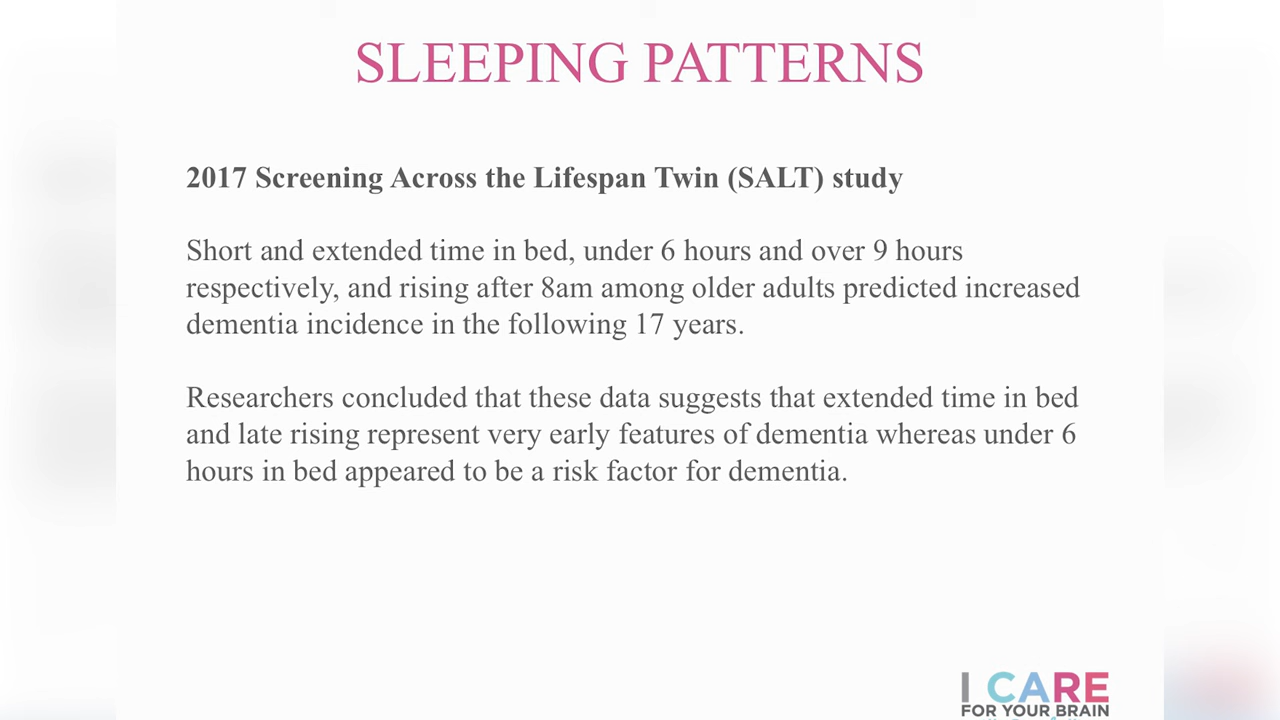 SLEEPING PATTERNS
2017 Screening Across the Lifespan Twin (SALT) study
Short and extended time in bed, under 6 hours and over 9 hours
respectively, and rising after 8am among older adults predicted increased
dementia incidence in the following 17 years.
Researchers concluded that these data suggests that extended time in bed
and late rising represent very early features of dementia whereas under 6
hours in bed appeared to be a risk factor for dementia.
I CARE
FOR YOUR BRAIN